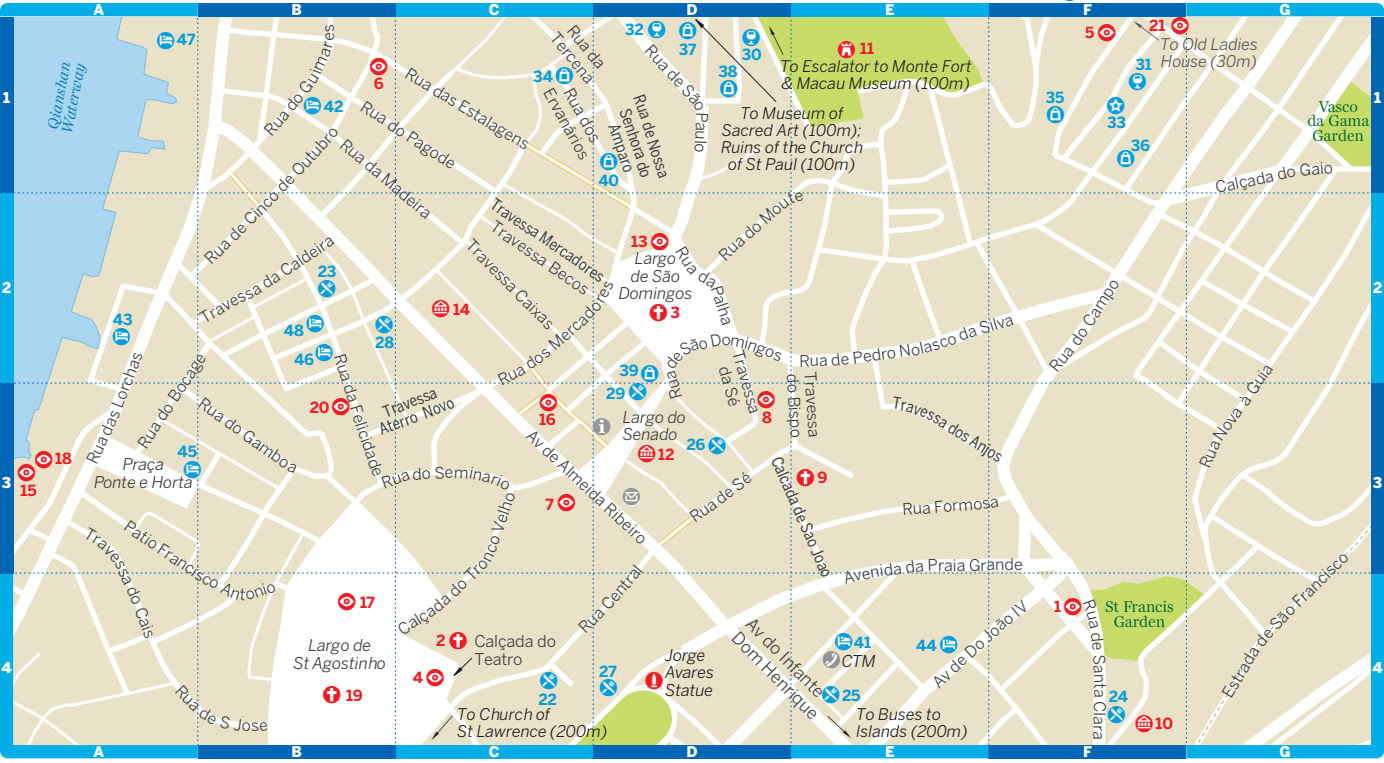 A
B
C
D
E
F
G
1
2
3
4
1
2
3
4
47
Qianshan
Waterway
Rua do Guimares
6
42
Rua das Estalagens
Rua do Pagode
Rua da Madeira
Rua de Cinco de Outubro
Rua da
Tercena
34
Rua dos
Ervanários
40
Rua de Nossa
Senhora do
Amparo
32
37
30
38
Rua de São Paulo
11
To Escalator to Monte Fort
& Macau Museum (100m)
To Museum of
Sacred Art (100m);
Ruins of the Church
of St Paul (100m)
5
21
To Old Ladies
House (30m)
31
35
33
36
Vasco
da Gama
Garden
Calçada do Gaio
Travessa da Caldeira
23
48
46
28
43
14
Travessa Mercadores
Travessa Becos
Travessa Caixas
Rua dos Mercadores
13
Largo
de São
Domingos
3
Rua da Palha
Rua do Moute
39
29
Rua de São Domingos
Rua de Pedro Nolasco da Silva
Rua do Campo
Rua das Lorchas
Rua do Bocage
Rua do Gamboa
20
Rua da Felicidade
Travessa
Aterro Novo
16
Largo do
Senado
12
26
Travessa
da Sé
8
Travessa
do Bispo
9
Travessa dos Anjos
Rua Nova à Guia
18
15
Praça
Ponte e Horta
45
Rua do Seminario
Av de Almeida Ribeiro
7
Rua de Sé
Calcada de Sao Joao
Rua Formosa
Patio Francisco Antonio
Travessa do Cais
Calçada do Tronco Velho
Rua Central
Avenida da Praia Grande
17
Largo de
St Agostinho
19
2
Calçada do
Teatro
4
22
27
Jorge
Avares
Statue
Av do Infante
Dom Henrique
41
CTM
44
25
Av de Do João IV
1
St Francis
Garden
Rua de Santa Clara
24
10
Estrada de São Francisco
Rua de S Jose
To Church of
St Lawrence (200m)
To Buses to
Islands (200m)
A
B
C
D
E
F
G